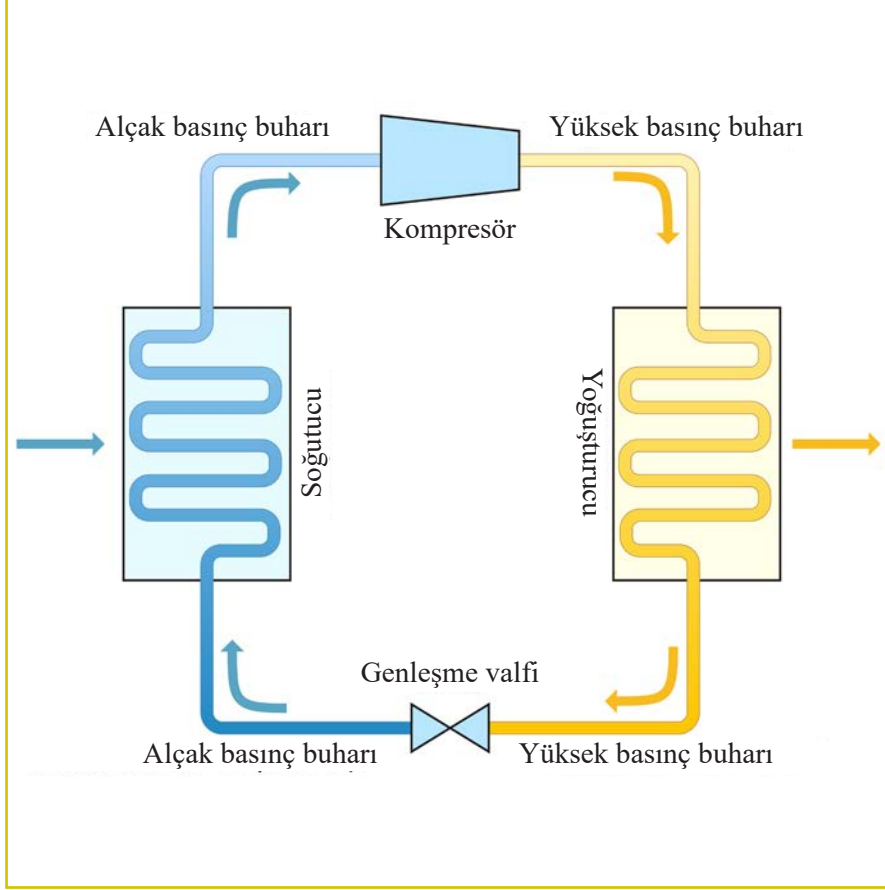 Alçak basınç buharı
Yüksek basınç buharı
Kompresör
Soğutucu
Yoğuşturucu
Genleşme valfi
Alçak basınç buharı
Yüksek basınç buharı